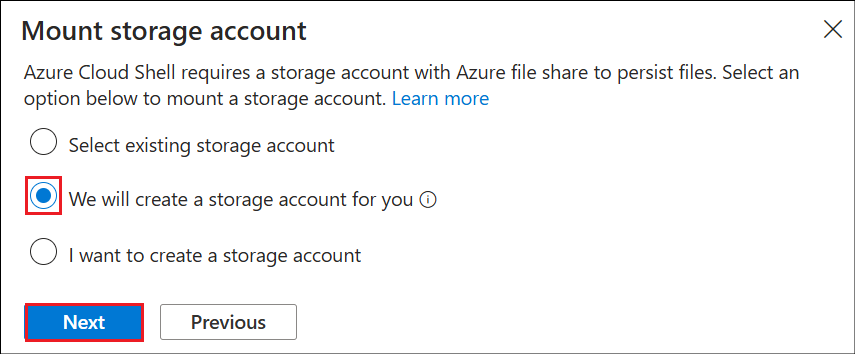 Mount storage account
Azure Cloud Shell requires a storage account with Azure file share to persist files. Select an
option below to mount a storage account. Learn more
Select existing storage account
We will create a storage account for you
I want to create a storage account
Next
Previous